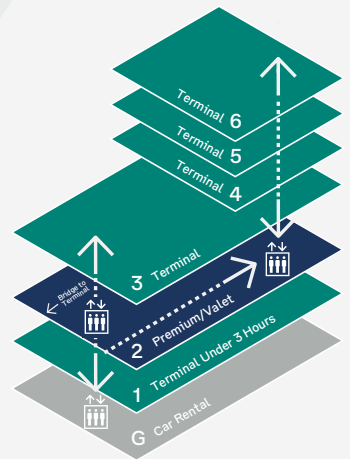 Terminal 6
Terminal 5
Terminal 4
3 Terminal
Bridge to
Terminal
2 Premium/Valet
1 Terminal Under 3 Hours
G Car Rental